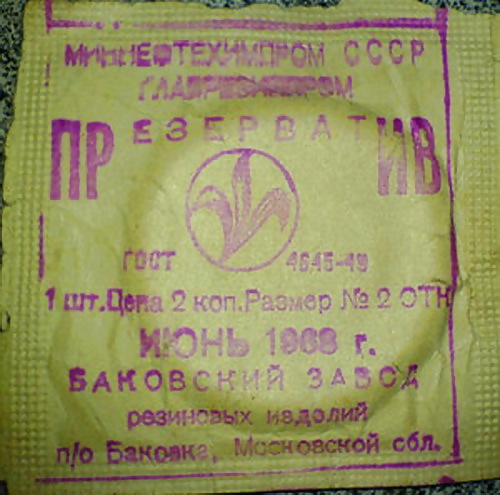 МИННЕФТЕХИМПРОМ СССР
ГЛАВРЕЗИНПРОМ
ПРЕЗЕРВАТИВ
ГОСТ 4645-49
1 шт. Цена 2 коп. Размер № 2 ОТК
ИЮНЬ 1968 г.
БАКОВСКИЙ ЗАВОД
резиновых изделий
п/о Баковка, Московской обл.